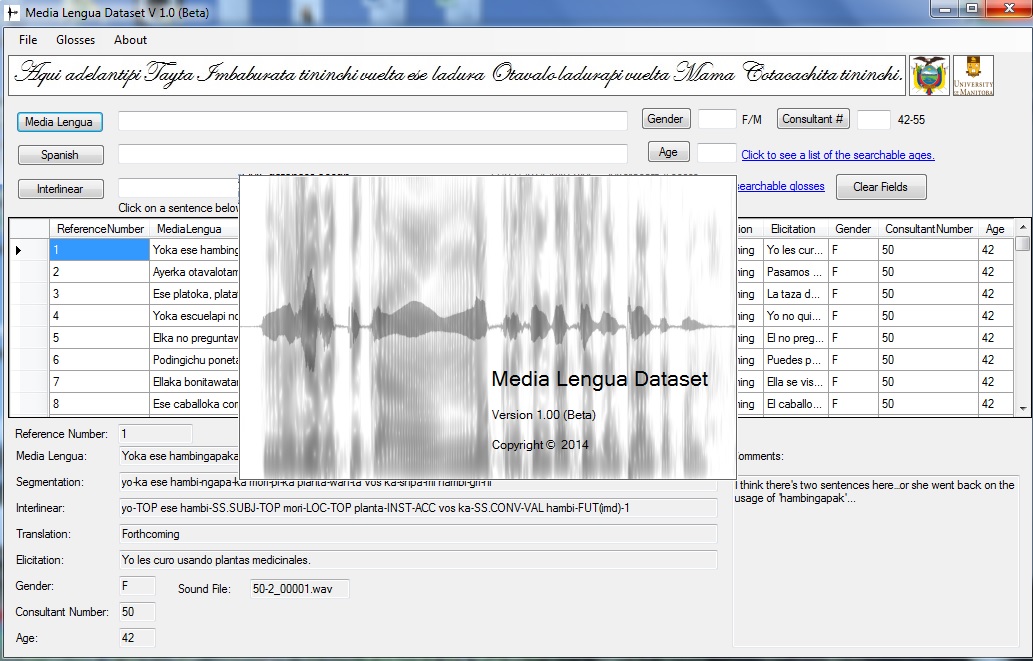 Media Lengua Dataset V 1.0 (Beta)
File Glosses About
Aqui adelantipi Tayta Imbaburata tininchi vuelta ese ladura Otavalo ladurapi vuelta Mama Cotacachita tininchi.
UNIVERSITY
OF MANITOBA
Media Lengua Gender F/M Consultant # 42-55
Spanish Age Click to see a list of the searchable ages.
Interlinear searchable glosses Clear Fields
Click on a sentence below
ReferenceNumber MediaLengua ion Elicitation Gender ConsultantNumber Age
1 Yoka ese hambing ning Yo les cur... F 50 42
2 Ayerka otavalotam ning Pasamos ... F 50 42
3 Ese platoka, plata ning La taza d... F 50 42
4 Yoka escuelapi no ning Yo no qui... F 50 42
5 Elka no preguntaw ning El no preg... F 50 42
6 Podingichu poneta ning Puedes p... F 50 42
7 Ellaka bonitawatar ning Ella se vis... F 50 42
8 Ese caballoka cor ning El caballo... F 50 42
Media Lengua Dataset
Version 1.00 (Beta)
Copyright © 2014
Reference Number: 1
Media Lengua: Yoka ese hambingapaka
Segmentation: yo-ka ese hambi-ngapa-ka mori-pi-ka planta-wan-ta vos ka-shpa-mi hambi-gri-ni
Interlinear: yo-TOP ese hambi-SS.SUBJ-TOP mori-LOC-TOP planta-INST-ACC vos ka-SS.CONV-VAL hambi-FUT(imd)-1
Translation: Forthcoming
Elicitation: Yo les curo usando plantas medicinales.
Gender: F Sound File: 50-2_00001.wav
Consultant Number: 50
Age: 42
omments:
I think there's two sentences here...or she went back on the
usage of 'hambingapak'...